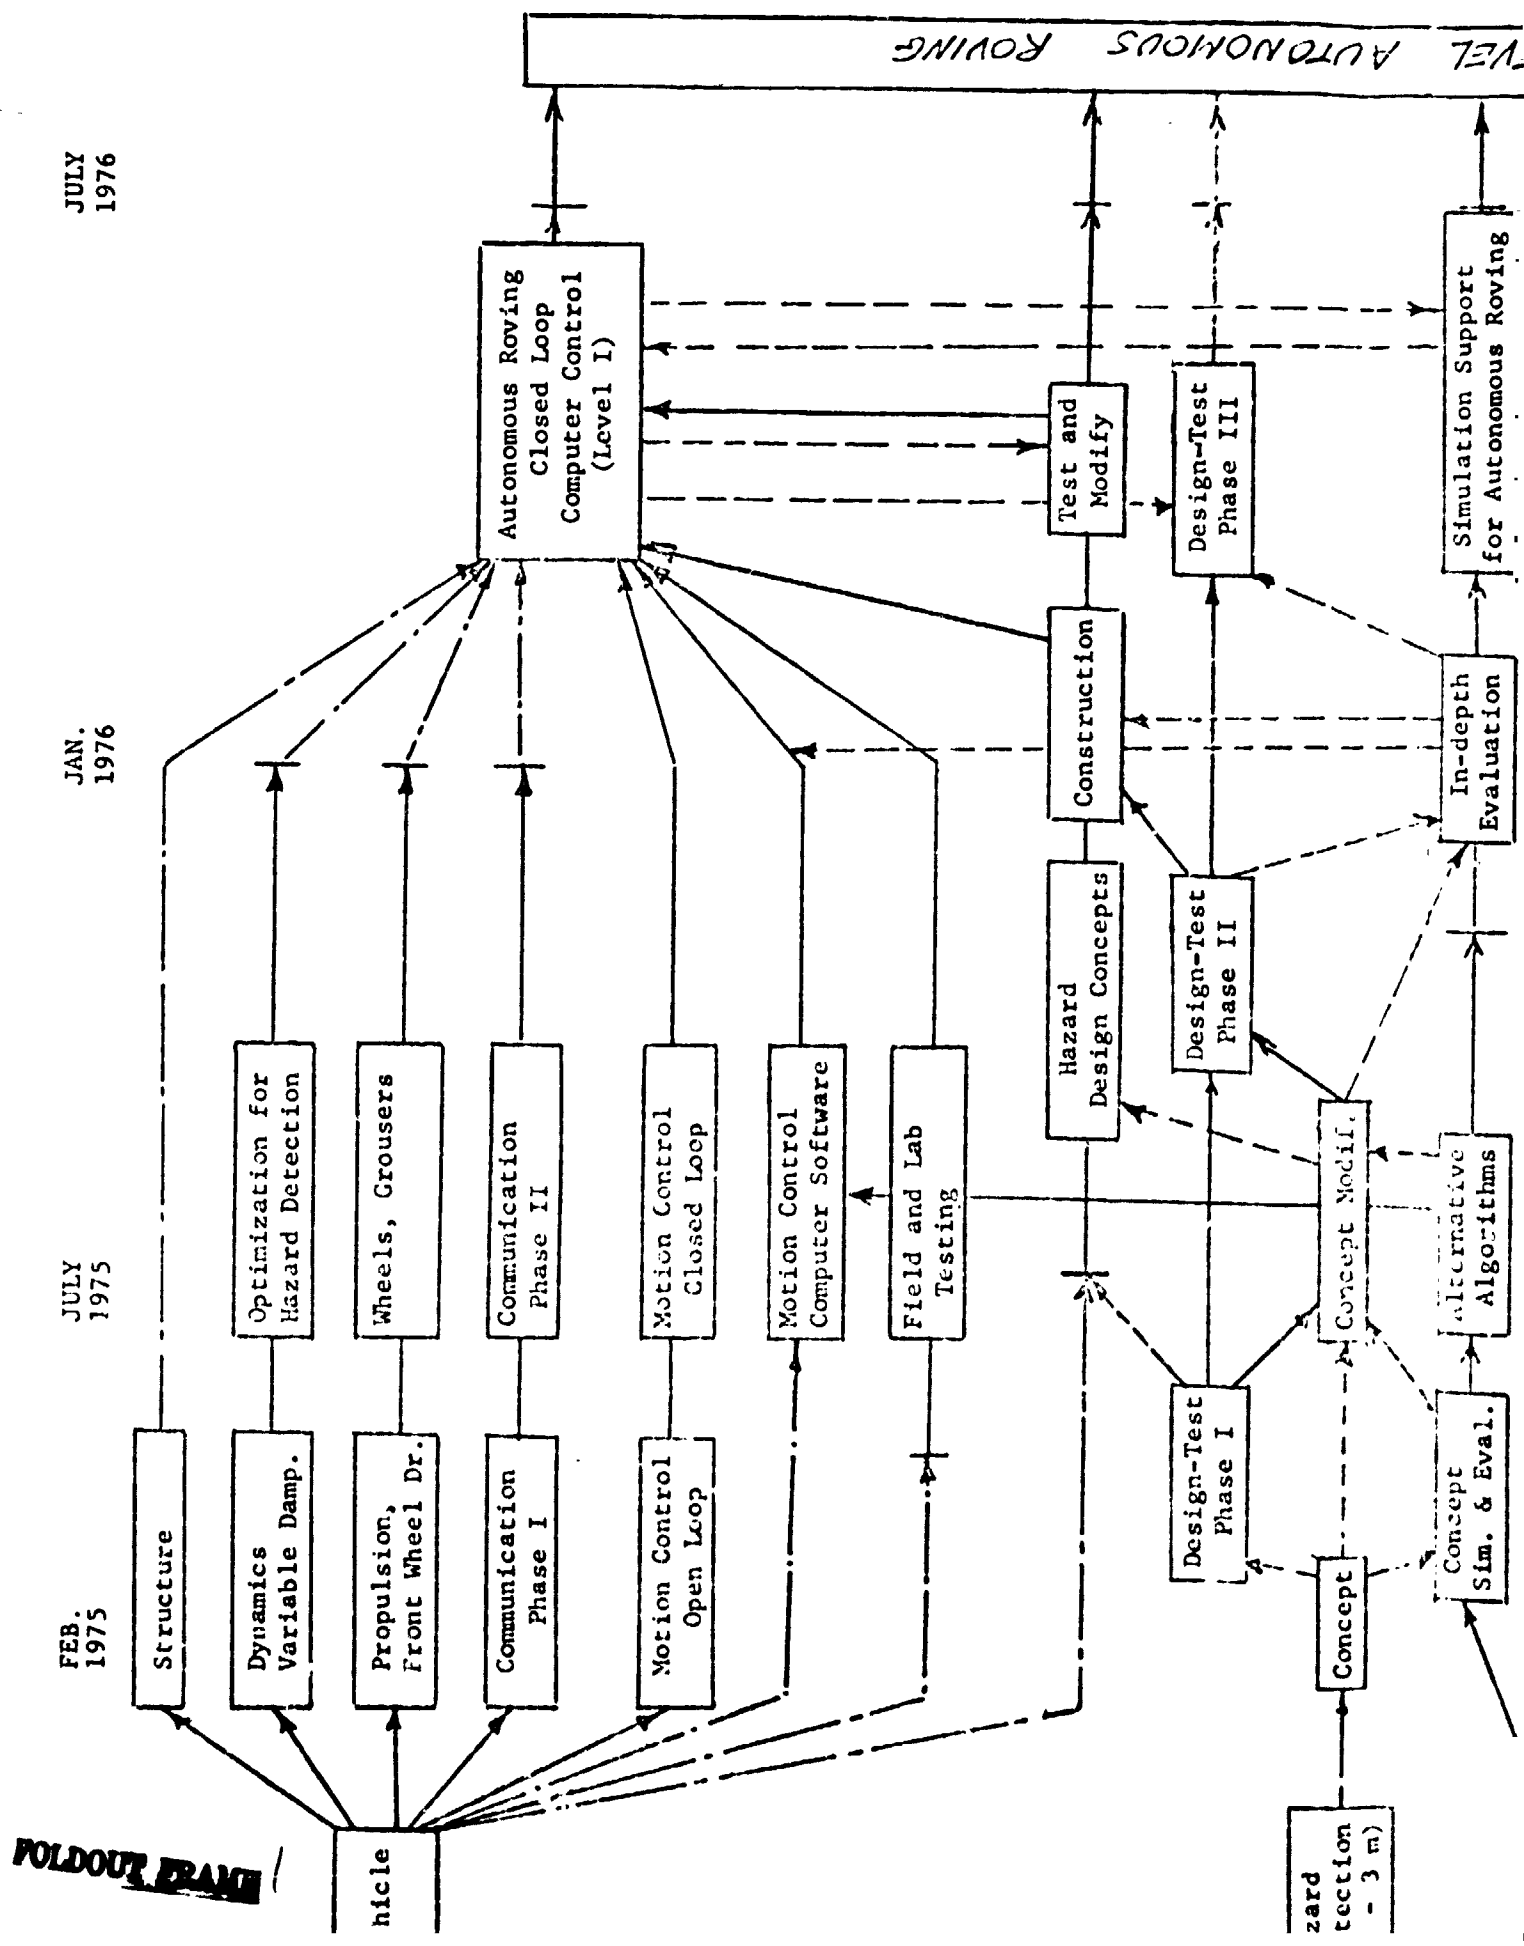 FOLDOUT FRAME
FEB.
1975
JULY
1975
JAN.
1976
JULY
1976
hicle
Structure
Dynamics
Variable Damp.
Optimization for
Hazard Detection
Propulsion,
Front Wheel Dr.
Wheels, Grousers
Communication
Phase I
Communication
Phase II
Motion Control
Open Loop
Motion Control
Closed Loop
Motion Control
Computer Software
Field and Lab
Testing
Autonomous Roving
Closed Loop
Computer Control
(Level I)
Hazard
Design Concepts
Construction
Test and
Modify
Design-Test
Phase I
Design-Test
Phase II
Design-Test
Phase III
zard
tection
- 3 m)
Concept
Concept Modif.
Concept
Sim. & Eval.
Alternative
Algorithms
In-depth
Evaluation
Simulation Support
for Autonomous Roving
VEL AUTONOMOUS ROVING